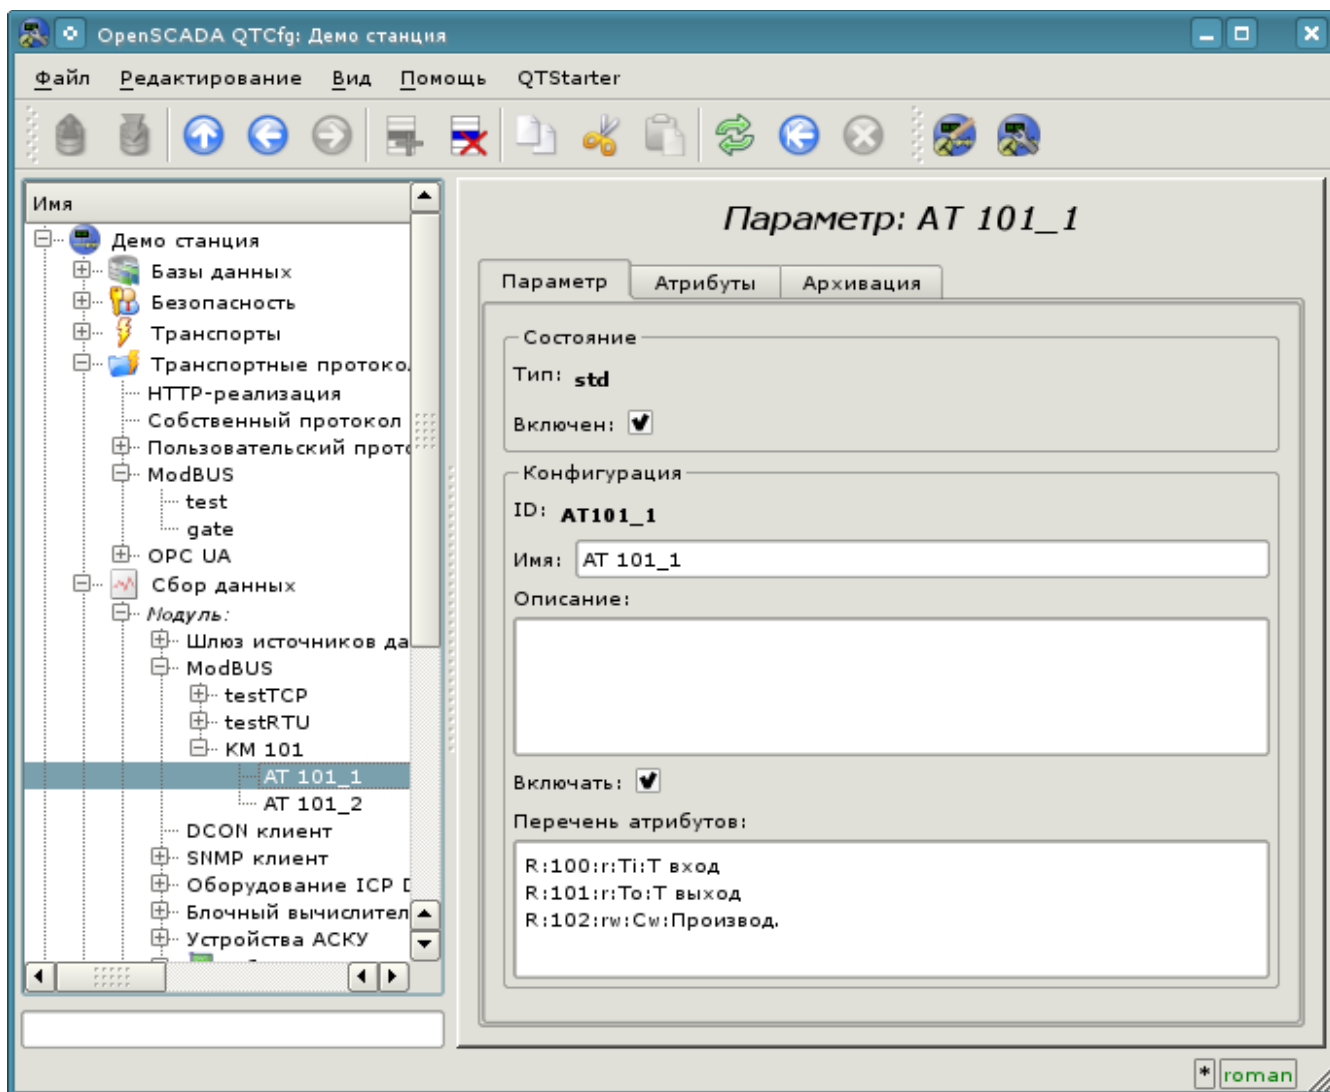 OpenSCADA QTCfg: Демо станция
Файл Редактирование Вид Помощь QTStarter
Имя
Демо станция
Базы данных
Безопасность
Транспорты
Транспортные протоко
HTTP-реализация
Собственный протокол
Пользовательский прот
ModBUS
test
gate
OPC UA
Сбор данных
Модуль:
Шлюз источников да
ModBUS
testTCP
testRTU
КМ 101
AT 101_1
AT 101_2
DCON клиент
SNMP клиент
Оборудование ICP D
Блочный вычислител
Устройства АСКУ
Параметр: AT 101_1
Параметр Атрибуты Архивация
Состояние
Тип: std
Включен:
Конфигурация
ID: AT101_1
Имя: AT 101_1
Описание:
Включать:
Перечень атрибутов:
R:100:r:Ti:T вход
R:101:r:To:T выход
R:102:rw:Cw:Производ.
* roman